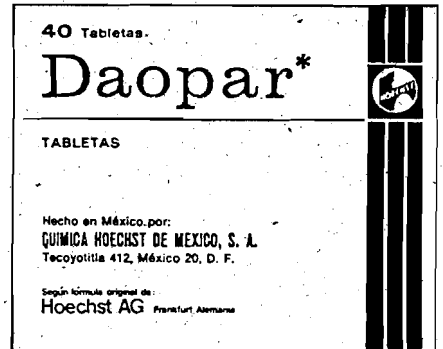 40 Tabletas.
Daopar*
HOECHST
TABLETAS
Hecho en México por:
QUIMICA HOECHST DE MEXICO, S. A.
Tecoyotitla 412, México 20, D. F.
Según fórmula original de:
Hoechst AG Frankfurt, Alemania